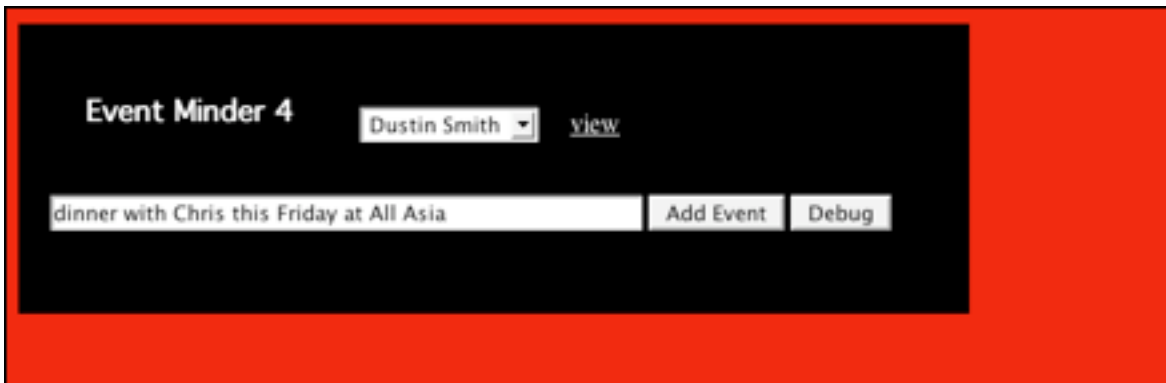 Event Minder 4
Dustin Smith view
dinner with Chris this Friday at All Asia Add Event Debug